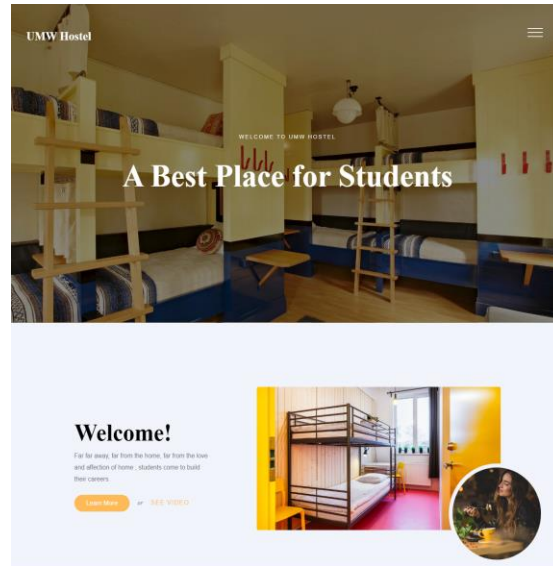 UMW Hostel
WELCOME TO UMW HOSTEL
A Best Place for Students
Welcome!
Far far away, far from the home, far from the love
and affection of home , students come to build
their careers
Learn More or SEE VIDEO